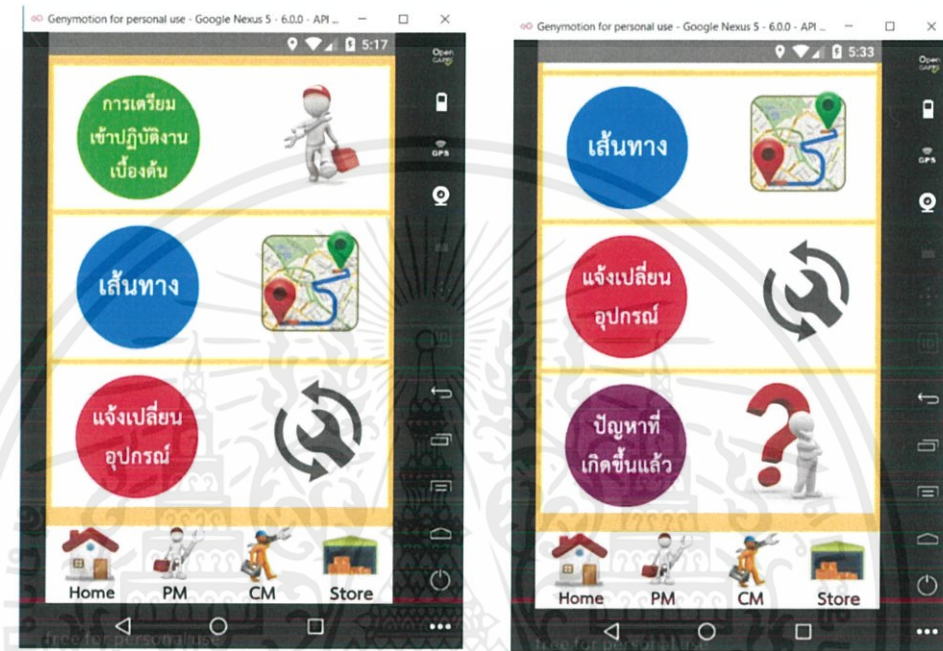 Genymotion for personal use - Google Nexus 5 - 6.0.0 - API ...
5:17
Open
GAPPS
GPS
การเตรียม
เข้าปฏิบัติงาน
เบื้องต้น
เส้นทาง
แจ้งเปลี่ยน
อุปกรณ์
Home PM CM Store
free for personal use
Genymotion for personal use - Google Nexus 5 - 6.0.0 - API ...
5:33
Open
GAPPS
GPS
เส้นทาง
แจ้งเปลี่ยน
อุปกรณ์
ปัญหาที่
เกิดขึ้นแล้ว
Home PM CM Store
free for personal use